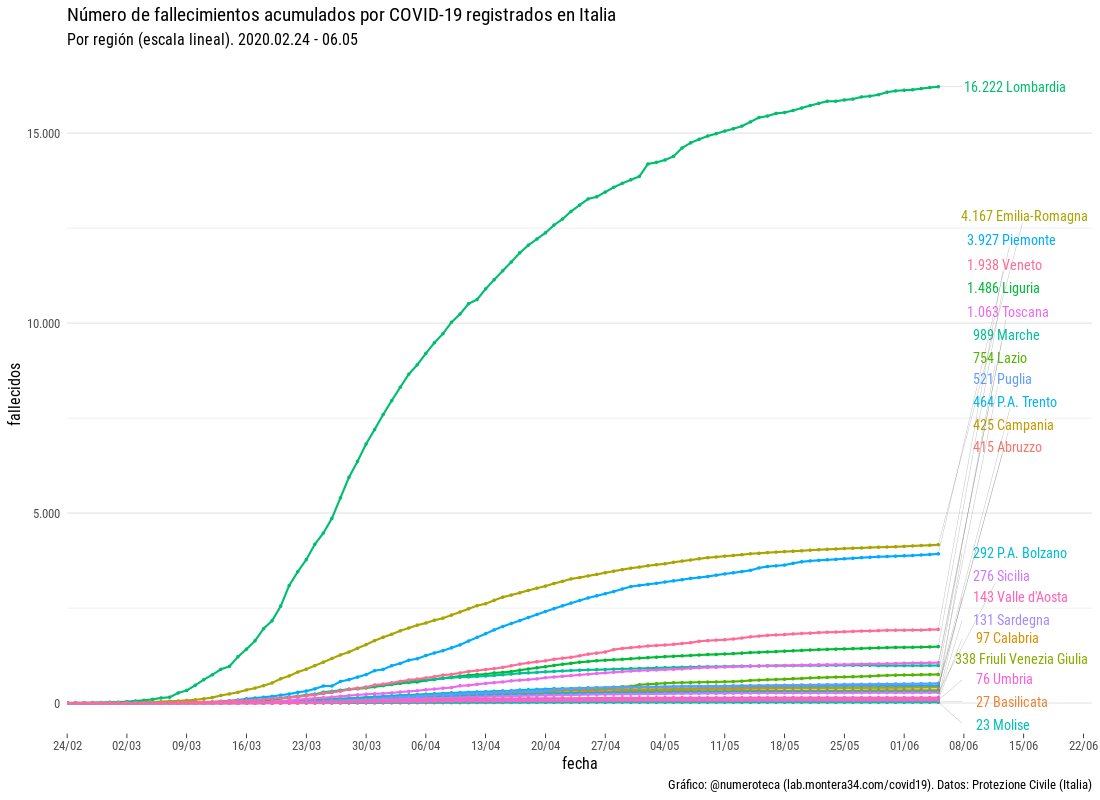 Número de fallecimientos acumulados por COVID-19 registrados en Italia
Por región (escala lineal). 2020.02.24 - 06.05
16.222 Lombardia
15.000
4.167 Emilia-Romagna
3.927 Piemonte
1.938 Veneto
1.486 Liguria
1.063 Toscana
10.000
989 Marche
754 Lazio
521 Puglia
464 P.A. Trento
425 Campania
415 Abruzzo
fallecidos
5.000
292 P.A. Bolzano
276 Sicilia
143 Valle d'Aosta
131 Sardegna
97 Calabria
338 Friuli Venezia Giulia
76 Umbria
27 Basilicata
0
23 Molise
24/02 02/03 09/03 16/03 23/03 30/03 06/04 13/04 20/04 27/04 04/05 11/05 18/05 25/05 01/06 08/06 15/06 22/06
fecha
Gráfico: @numeroteca (lab.montera34.com/covid19). Datos: Protezione Civile (Italia)